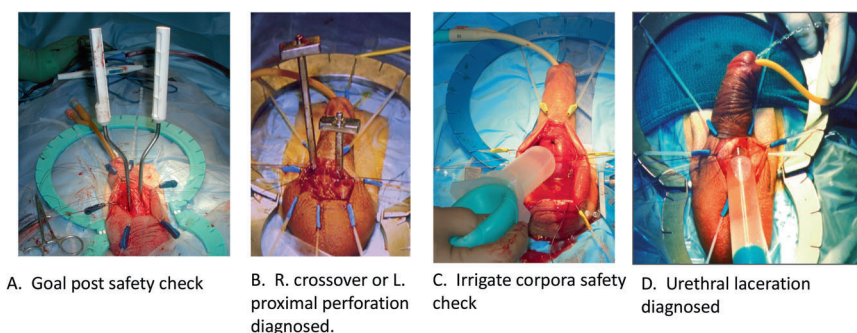 A. Goal post safety check
B. R. crossover or L.
proximal perforation
diagnosed.
C. Irrigate corpora safety
check
D. Urethral laceration
diagnosed